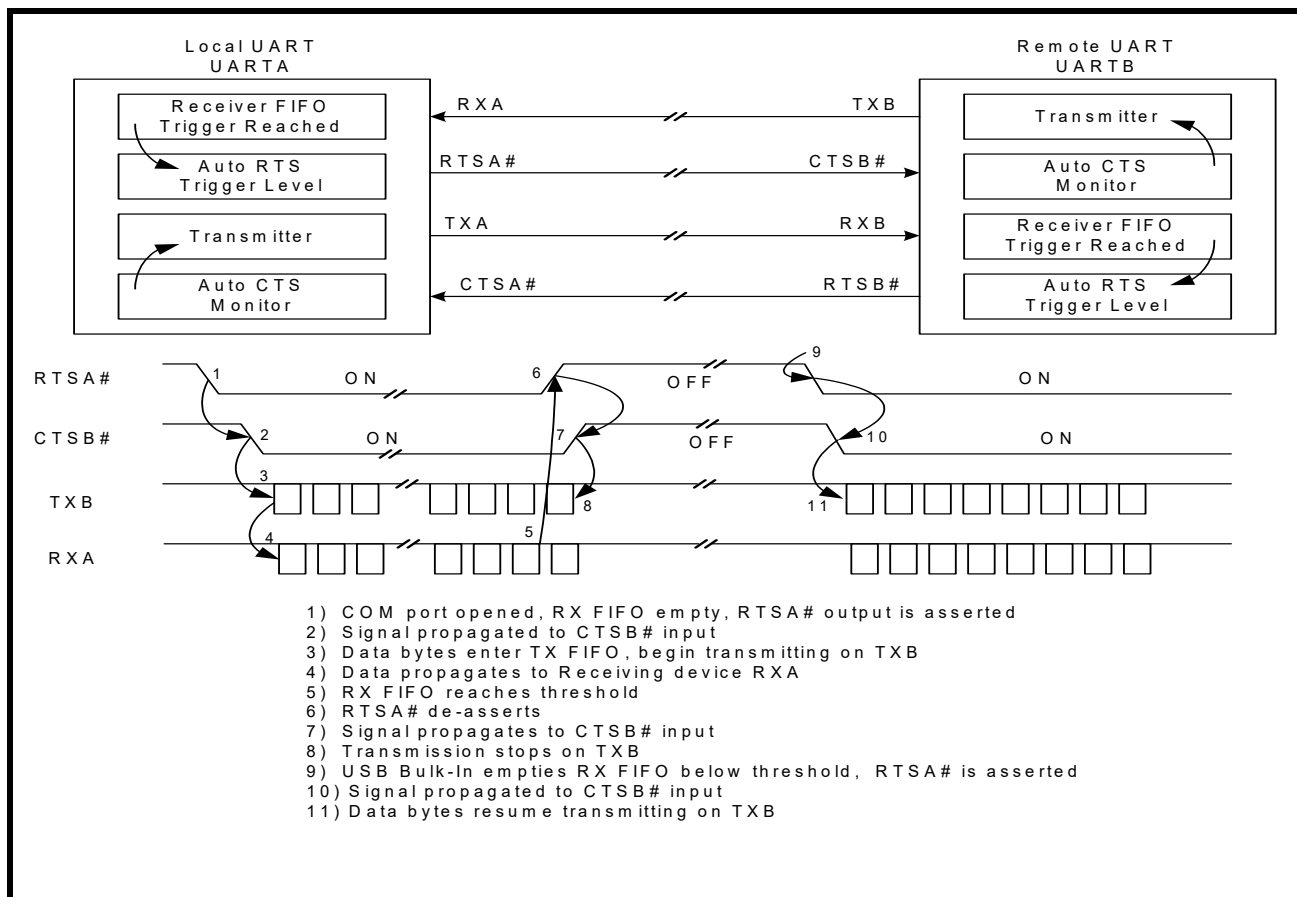 Local UART
UARTA
Remote UART
UARTB
Receiver FIFO
Trigger Reached
Auto RTS
Trigger Level
Transmitter
Auto CTS
Monitor
RXA
TXB
RTSA#
CTSB#
TXA
RXB
CTSA#
RTSB#
Transmitter
Auto CTS
Monitor
Receiver FIFO
Trigger Reached
Auto RTS
Trigger Level
RTSA#
1
ON
6
OFF
9
ON
CTSB#
2
ON
7
OFF
10
ON
TXB
3
8
11
RXA
4
5
1) COM port opened, RX FIFO empty, RTSA# output is asserted
2) Signal propagated to CTSB# input
3) Data bytes enter TX FIFO, begin transmitting on TXB
4) Data propagates to Receiving device RXA
5) RX FIFO reaches threshold
6) RTSA# de-asserts
7) Signal propagates to CTSB# input
8) Transmission stops on TXB
9) USB Bulk-In empties RX FIFO below threshold, RTSA# is asserted
10) Signal propagated to CTSB# input
11) Data bytes resume transmitting on TXB